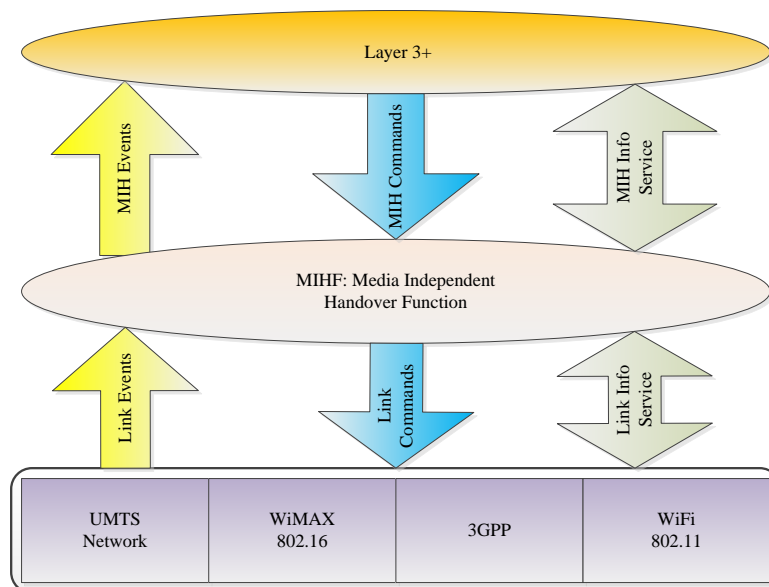 Layer 3+
MIH Events
MIH Commands
MIH Info
Service
MIHF: Media Independent
Handover Function
Link Events
Link
Commands
Link Info
Service
UMTS
Network
WiMAX
802.16
3GPP
WiFi
802.11